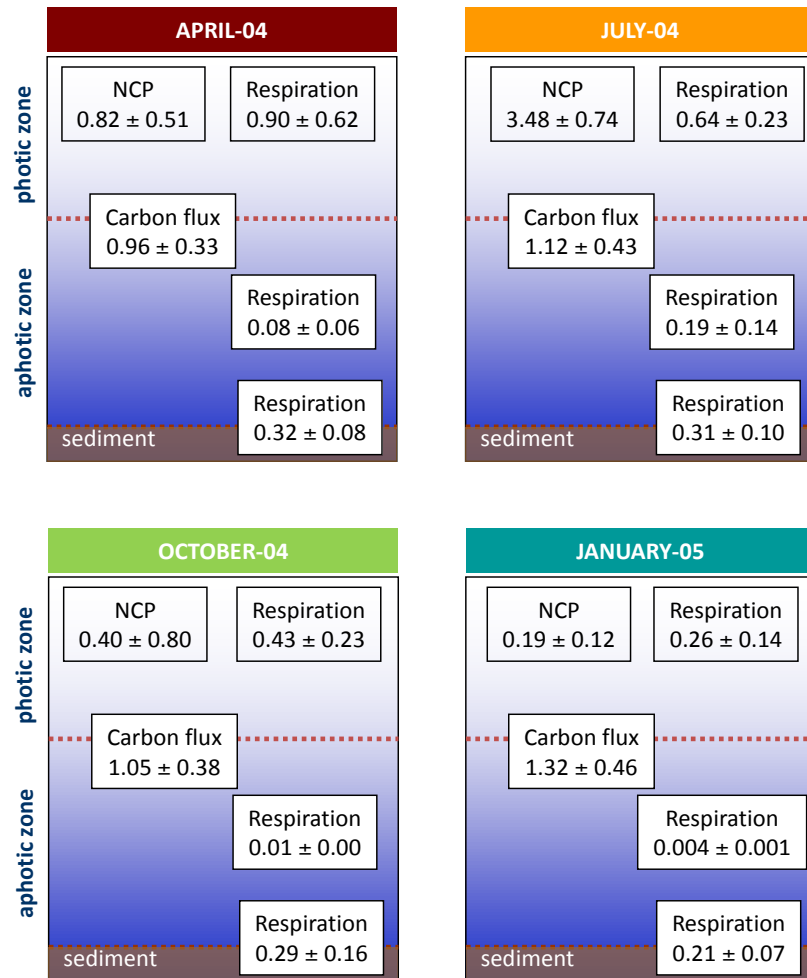 APRIL-04
photic zone
NCP
0.82 ± 0.51
Respiration
0.90 ± 0.62
Carbon flux
0.96 ± 0.33
aphotic zone
Respiration
0.08 ± 0.06
Respiration
0.32 ± 0.08
sediment
JULY-04
NCP
3.48 ± 0.74
Respiration
0.64 ± 0.23
Carbon flux
1.12 ± 0.43
Respiration
0.19 ± 0.14
Respiration
0.31 ± 0.10
sediment
OCTOBER-04
photic zone
NCP
0.40 ± 0.80
Respiration
0.43 ± 0.23
Carbon flux
1.05 ± 0.38
aphotic zone
Respiration
0.01 ± 0.00
Respiration
0.29 ± 0.16
sediment
JANUARY-05
NCP
0.19 ± 0.12
Respiration
0.26 ± 0.14
Carbon flux
1.32 ± 0.46
Respiration
0.004 ± 0.001
Respiration
0.21 ± 0.07
sediment